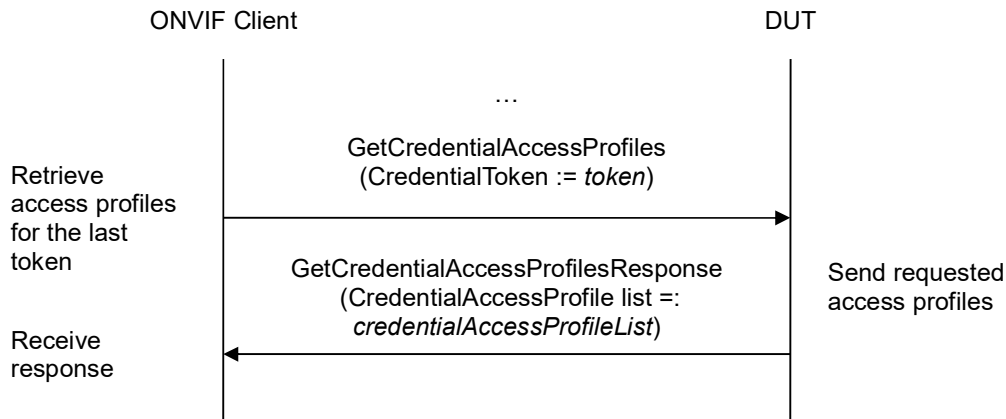 ONVIF Client
DUT
...
GetCredentialAccessProfiles
(CredentialToken := token)
Retrieve
access profiles
for the last
token
GetCredentialAccessProfilesResponse
(CredentialAccessProfile list =:
credentialAccessProfileList)
Send requested
access profiles
Receive
response